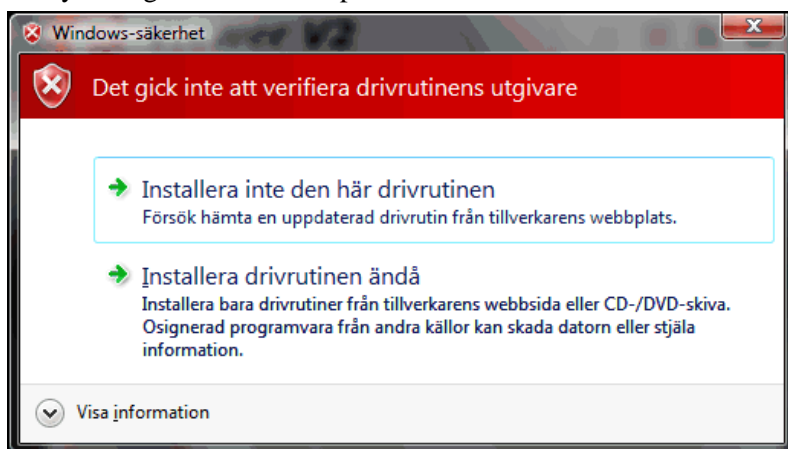 Windows-säkerhet
Det gick inte att verifiera drivrutinens utgivare
Installera inte den här drivrutinen
Försök hämta en uppdaterad drivrutin från tillverkarens webbplats.
Installera drivrutinen ändå
Installera bara drivrutiner från tillverkarens webbsida eller CD-/DVD-skiva.
Osignerad programvara från andra källor kan skada datorn eller stjäla
information.
Visa information